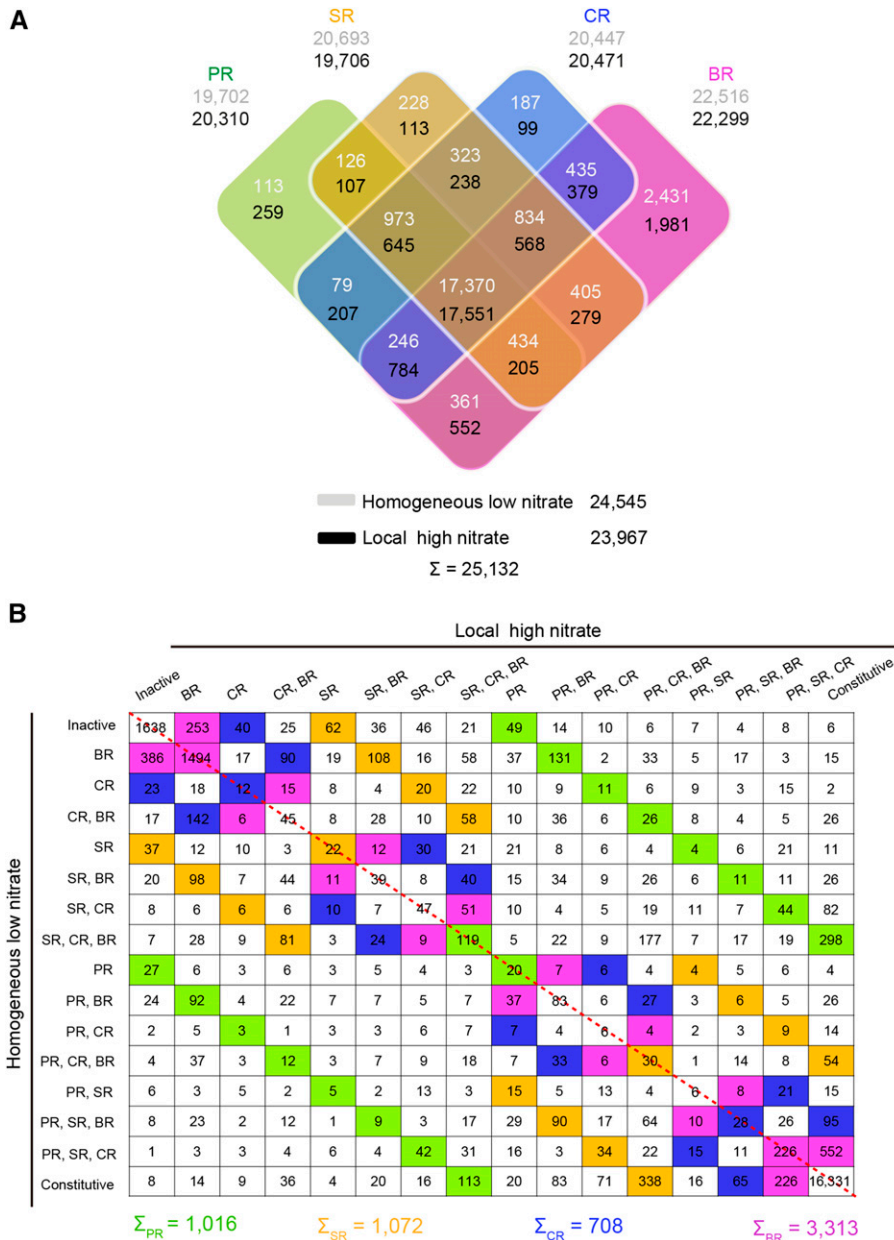 A
SR
20,693
19,706
CR
20,447
20,471
PR
19,702
20,310
BR
22,516
22,299
228
113
187
99
126
107
323
238
435
379
113
259
2,431
1,981
973
645
834
568
79
207
17,370
17,551
405
279
246
784
434
205
361
552
Homogeneous low nitrate 24,545
Local high nitrate 23,967
Σ = 25,132
B
Local high nitrate
Inactive BR CR CR, BR SR SR, BR SR, CR SR, CR, BR PR PR, BR PR, CR PR, CR, BR PR, SR PR, SR, BR PR, SR, CR Constitutive
Homogeneous low nitrate
Inactive 1638 253 40 25 62 36 46 21 49 14 10 6 7 4 8 6
BR 386 1494 17 90 19 108 16 58 37 131 2 33 5 17 3 15
CR 23 18 12 15 8 4 20 22 10 9 11 6 9 3 15 2
CR, BR 17 142 6 45 8 28 10 58 10 36 6 26 8 4 5 26
SR 37 12 10 3 22 12 30 21 21 8 6 4 4 6 21 11
SR, BR 20 98 7 44 11 39 8 40 15 34 9 26 6 11 11 26
SR, CR 8 6 6 6 10 7 47 51 10 4 5 19 11 7 44 82
SR, CR, BR 7 28 9 81 3 24 9 119 5 22 9 177 7 17 19 298
PR 27 6 3 6 3 5 4 3 20 7 6 4 4 5 6 4
PR, BR 24 92 4 22 7 7 5 7 37 83 6 27 3 6 5 26
PR, CR 2 5 3 1 3 3 6 7 7 4 6 4 2 3 9 14
PR, CR, BR 4 37 3 12 3 7 9 18 7 33 6 30 1 14 8 54
PR, SR 6 3 5 2 5 2 13 3 15 5 13 4 6 8 21 15
PR, SR, BR 8 23 2 12 1 9 3 17 29 90 17 64 10 28 26 95
PR, SR, CR 1 3 3 4 6 4 42 31 16 3 34 22 15 11 226 552
Constitutive 8 14 9 36 4 20 16 113 20 83 71 338 16 65 226 16,331
ΣPR = 1,016 ΣSR = 1,072 ΣCR = 708 ΣBR = 3,313